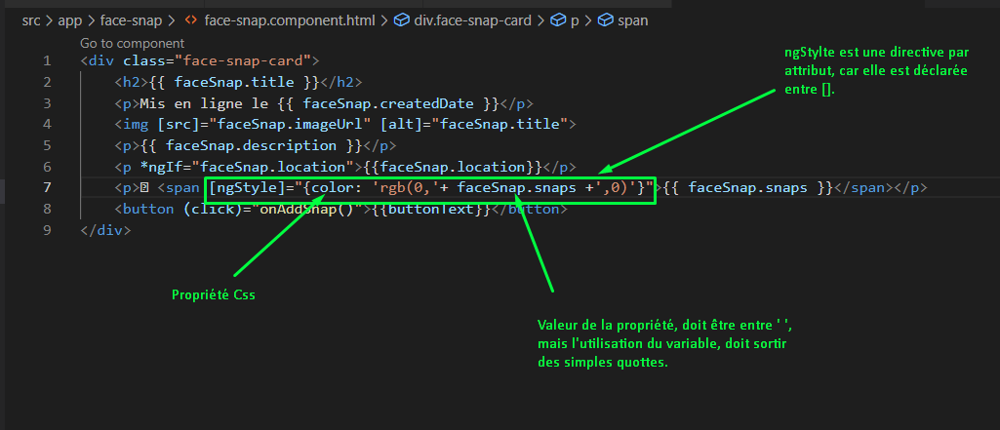 src > app > face-snap > <> face-snap.component.html > div.face-snap-card > p > span
Go to component
1 <div class="face-snap-card">
2 <h2>{{ faceSnap.title }}</h2>
3 <p>Mis en ligne le {{ faceSnap.createdDate }}</p>
4 <img [src]="faceSnap.imageUrl" [alt]="faceSnap.title">
5 <p>{{ faceSnap.description }}</p>
6 <p *ngIf="faceSnap.location">{{faceSnap.location}}</p>
7 <p> <span [ngStyle]="{color: 'rgb(0,'+ faceSnap.snaps +',0)'}">{{ faceSnap.snaps }}</span></p>
8 <button (click)="onAddSnap()">{{buttonText}}</button>
9 </div>
ngStylte est une directive par
attribut, car elle est déclarée
entre [].
Propriété Css
Valeur de la propriété, doit être entre ' ',
mais l'utilisation du variable, doit sortir
des simples quottes.